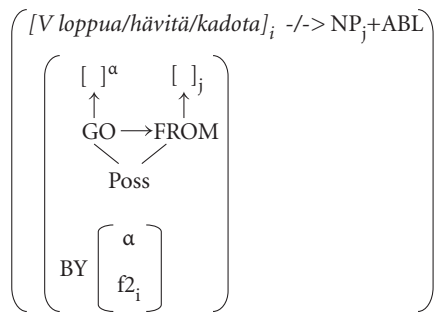 [V loppua/hävitä/kadota]i -/-> NPj+ABL
[ ]α [ ]j
GO → FROM
Poss
α
BY
f2i